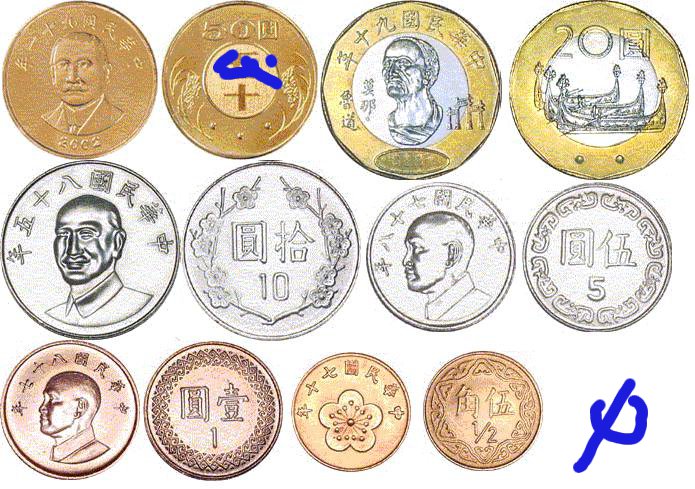 中華民國九十一年
2002
50圓
十
中華民國九十年
莫那魯道
20圓
中華民國八十五年
拾圓
10
中華民國七十八年
伍圓
5
中華民國八十七年
壹圓
1
中華民國七十年
伍角
1/2